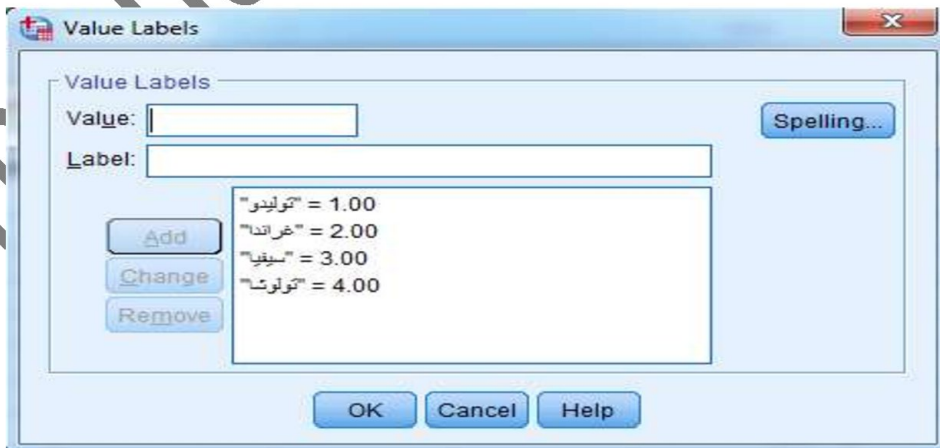 Value Labels
Value Labels
Value:
Spelling...
Label:
"توليدو" = 1.00
"غراندا" = 2.00
"سيفيا" = 3.00
"تولوشا" = 4.00
Add
Change
Remove
OK Cancel Help